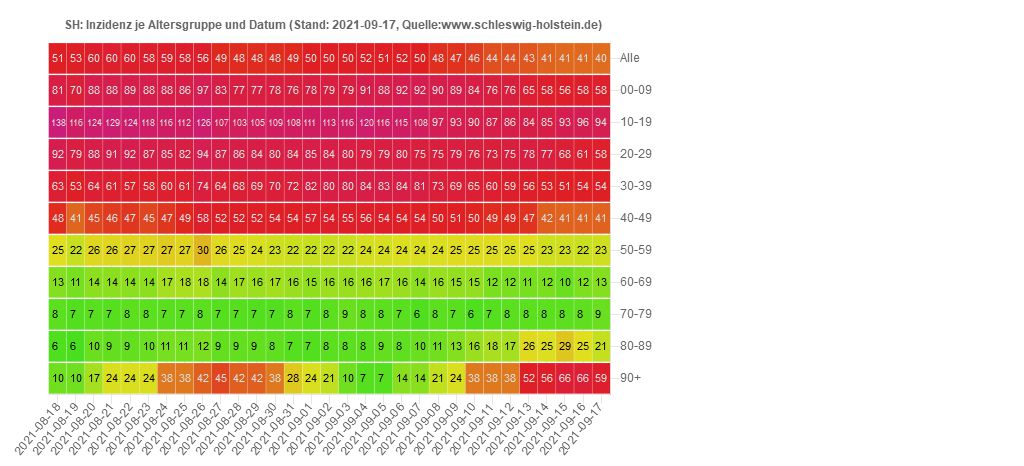 SH: Inzidenz je Altersgruppe und Datum (Stand: 2021-09-17, Quelle:www.schleswig-holstein.de)
51 53 60 60 60 58 59 58 56 49 48 48 48 49 50 50 50 52 51 52 50 48 47 46 44 44 43 41 41 41 40 Alle
81 70 88 88 89 88 88 86 97 83 77 77 78 76 78 79 79 91 88 92 92 90 89 84 76 76 65 58 56 58 58 00-09
138 116 124 129 124 118 116 112 126 107 103 105 109 108 111 113 116 120 116 115 108 97 93 90 87 86 84 85 93 96 94 10-19
92 79 88 91 92 87 85 82 94 87 86 84 80 84 85 84 80 79 79 80 75 75 79 76 73 75 78 77 68 61 58 20-29
63 53 64 61 57 58 60 61 74 64 68 69 70 72 82 80 80 84 83 84 81 73 69 65 60 59 56 53 51 54 54 30-39
48 41 45 46 47 45 47 49 58 52 52 52 54 54 57 54 55 56 54 54 54 50 51 50 49 49 47 42 41 41 41 40-49
25 22 26 26 27 27 27 27 30 26 25 24 23 22 22 22 22 24 24 24 24 24 25 25 25 25 25 23 23 22 23 50-59
13 11 14 14 14 14 17 18 18 14 17 16 17 16 15 16 16 16 17 16 14 16 15 15 12 12 11 12 10 12 13 60-69
8 7 7 7 8 7 7 7 8 7 7 7 7 8 7 8 9 8 8 7 6 8 7 6 7 8 8 8 8 8 9 70-79
6 6 10 9 9 10 11 11 12 9 9 9 8 7 7 8 8 8 9 8 10 11 13 16 18 17 26 25 29 25 21 80-89
10 10 17 24 24 24 38 38 42 45 42 42 38 28 24 21 10 7 7 14 14 21 24 38 38 38 52 56 66 66 59 90+
2021-08-18 2021-08-19 2021-08-20 2021-08-21 2021-08-22 2021-08-23 2021-08-24 2021-08-25 2021-08-26 2021-08-27 2021-08-28 2021-08-29 2021-08-30 2021-08-31 2021-09-01 2021-09-02 2021-09-03 2021-09-04 2021-09-05 2021-09-06 2021-09-07 2021-09-08 2021-09-09 2021-09-10 2021-09-11 2021-09-12 2021-09-13 2021-09-14 2021-09-15 2021-09-16 2021-09-17